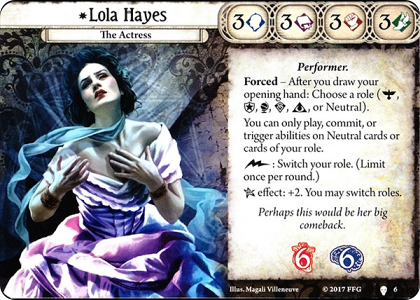 Lola Hayes
The Actress
3 3 3 3
Performer.
Forced – After you draw your
opening hand: Choose a role (
, or Neutral).
You can only play, commit, or
trigger abilities on Neutral cards or
cards of your role.
: Switch your role. (Limit
once per round.)
effect: +2. You may switch roles.
Perhaps this would be her big
comeback.
6 6
Illus. Magali Villeneuve © 2017 FFG 6